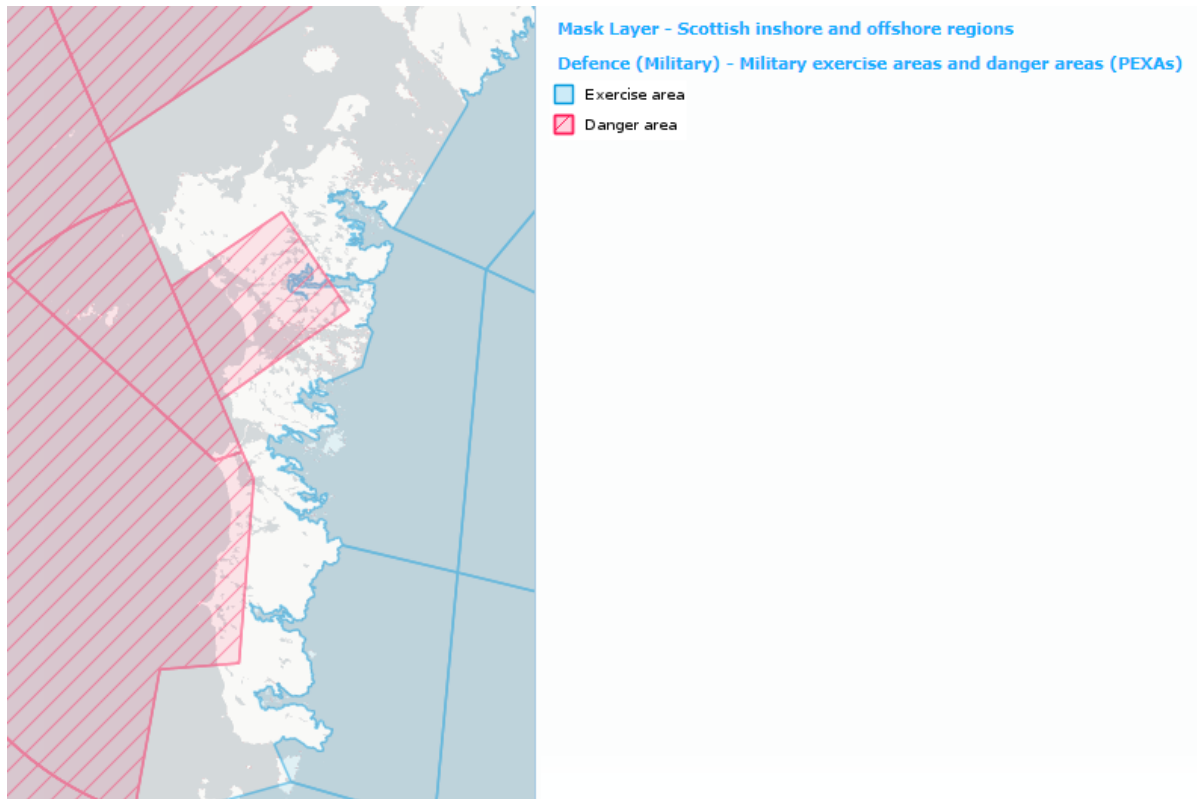 Mask Layer - Scottish inshore and offshore regions
Defence (Military) - Military exercise areas and danger areas (PEXAs)
Exercise area
Danger area